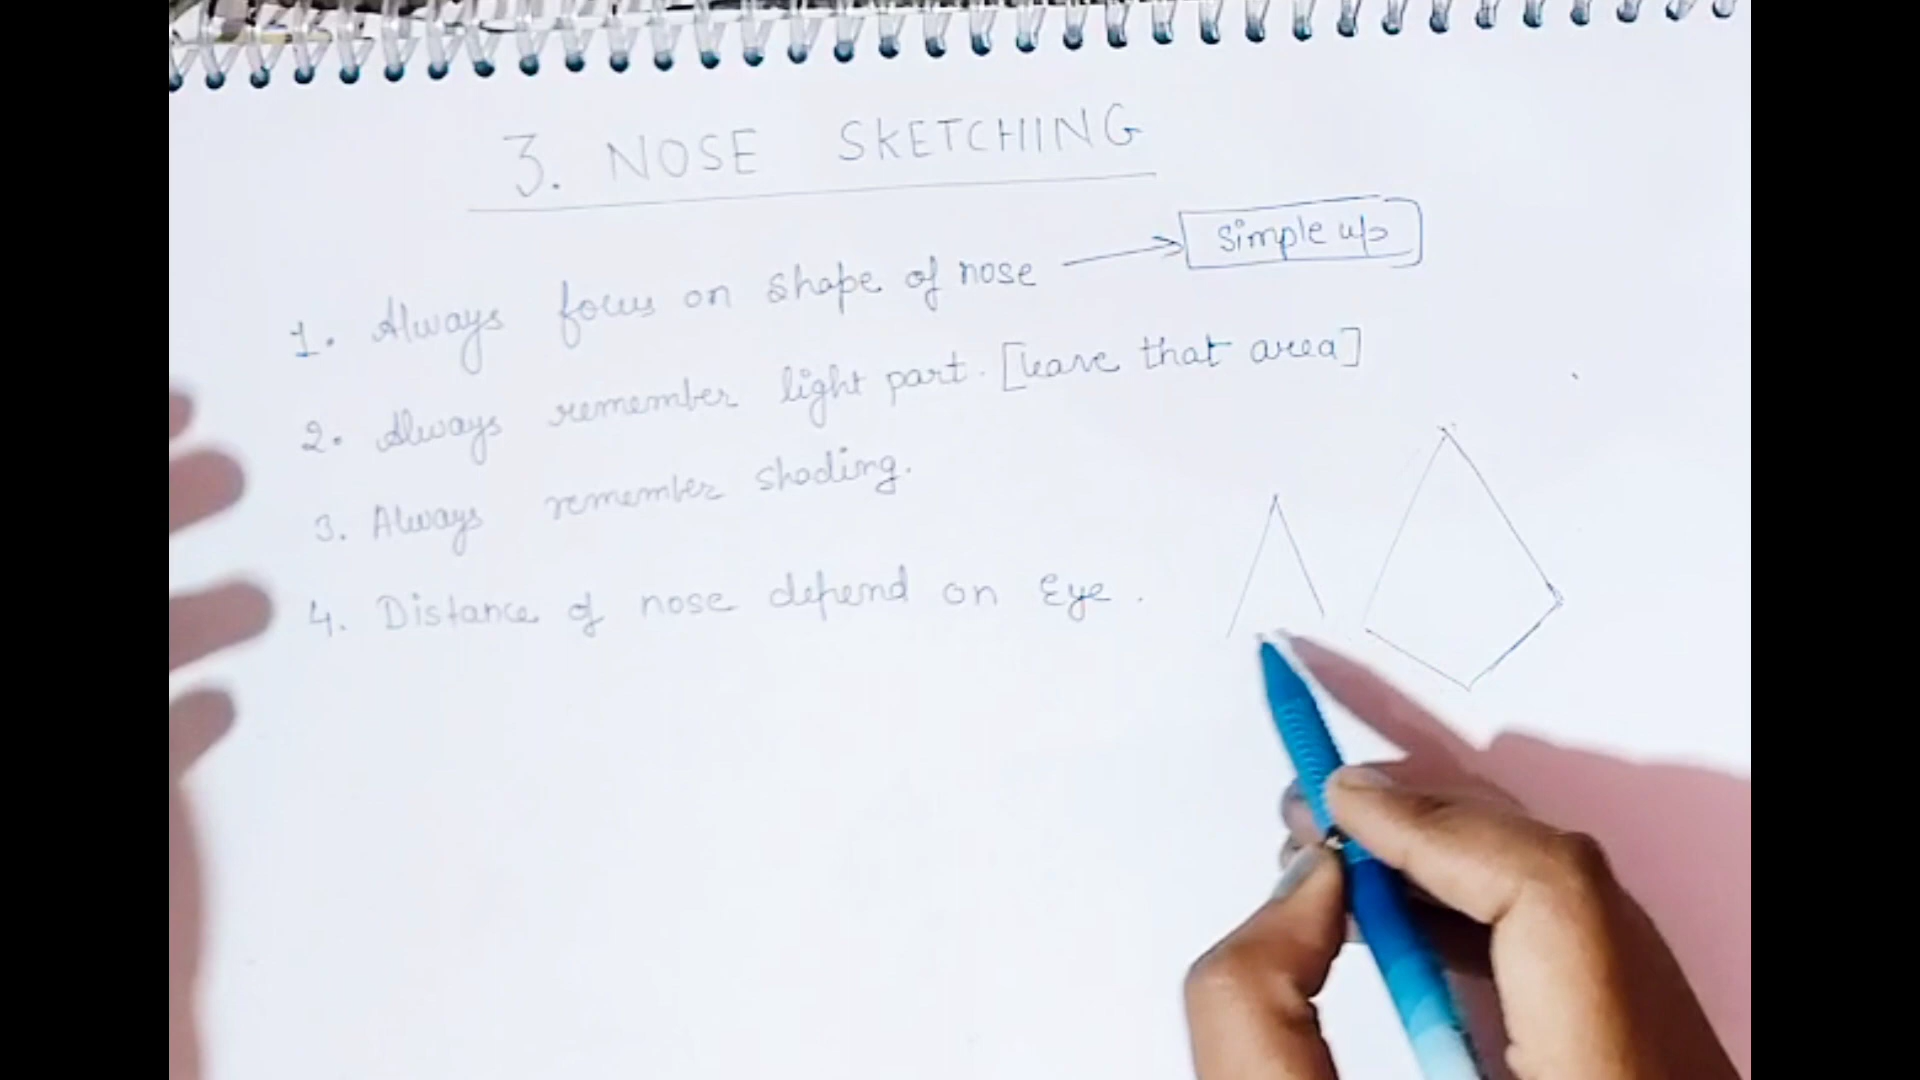 3. NOSE SKETCHING
1. Always focus on shape of nose → simple up
2. Always remember light part. [leave that area]
3. Always remember shading.
4. Distance of nose depend on Eye.